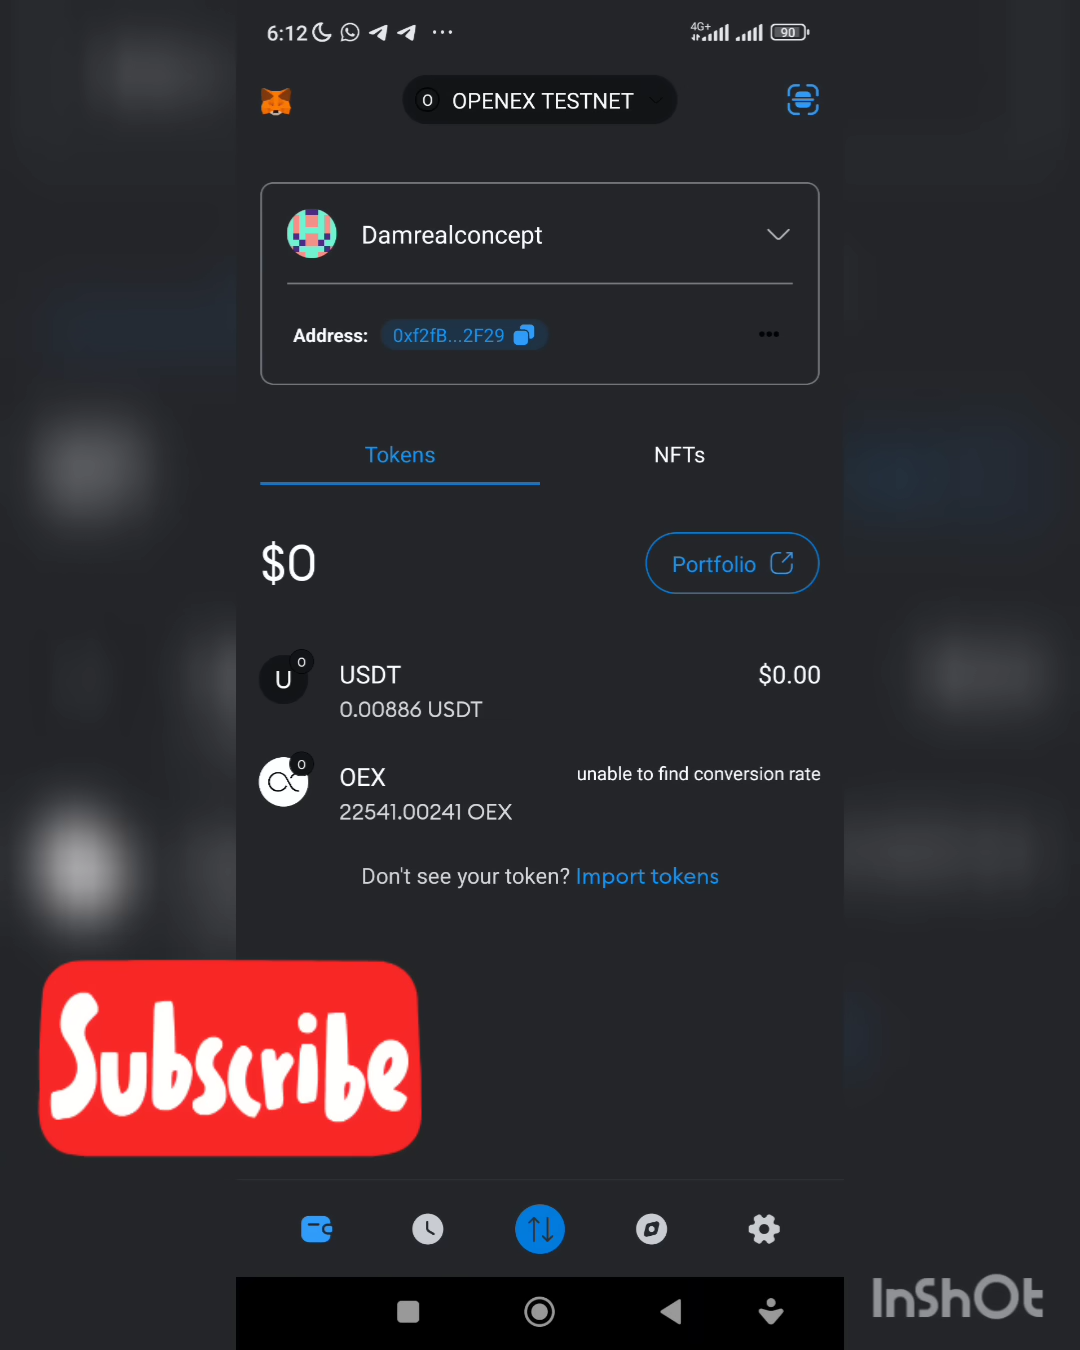 6:12 4G+ 90
O OPENEX TESTNET
Damrealconcept
Address: 0xf2fB...2F29
Tokens NFTs
$0 Portfolio
U O USDT $0.00
0.00886 USDT
O OEX unable to find conversion rate
22541.00241 OEX
Don't see your token? Import tokens
Subscribe
InShOt